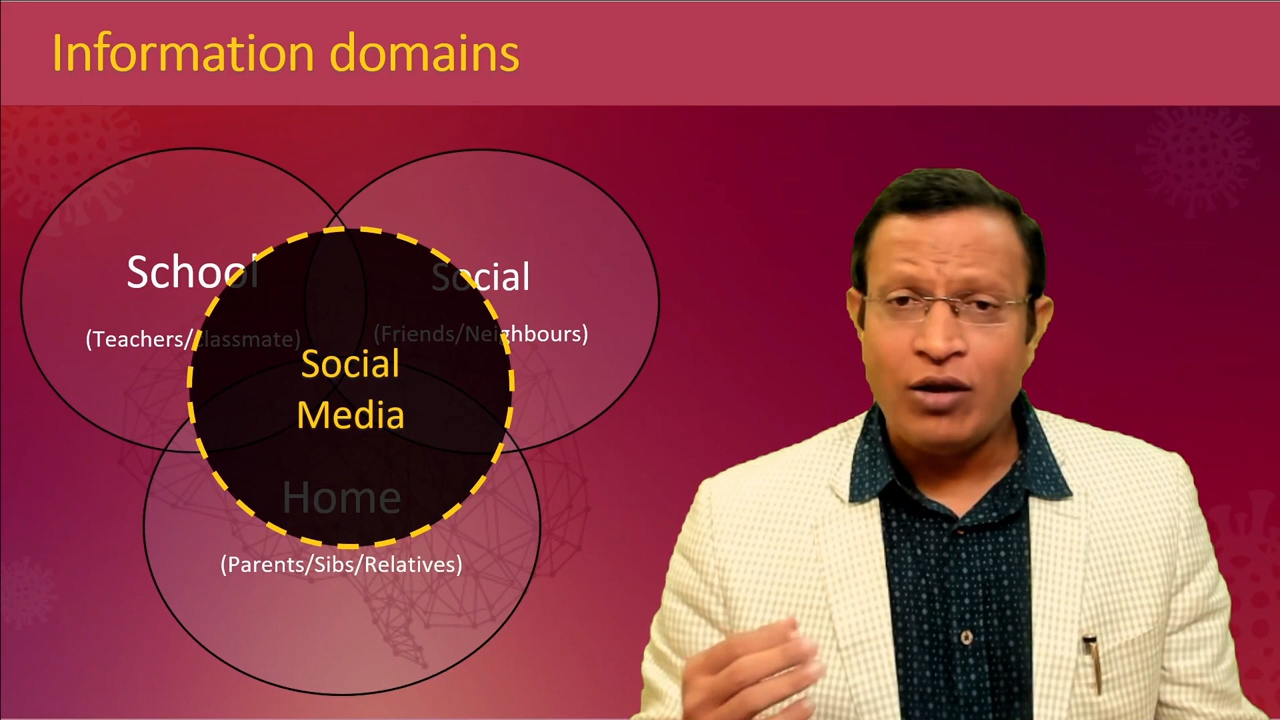 Information domains
School
Social
(Teachers/Classmate)
(Friends/Neighbours)
Social
Media
Home
(Parents/Sibs/Relatives)